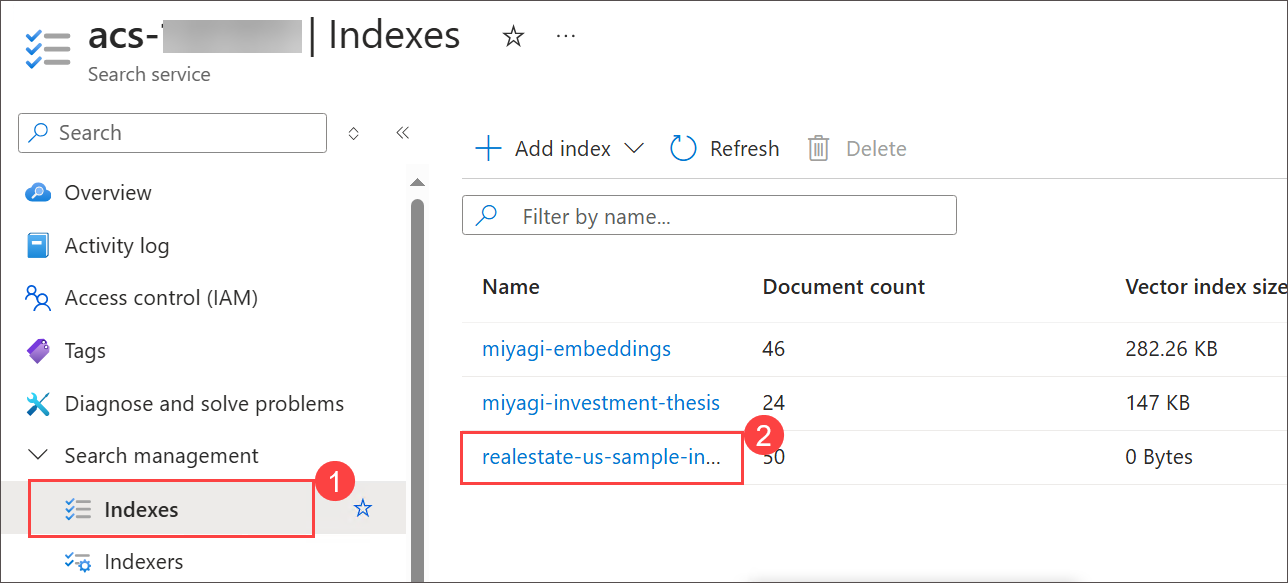 acs- | Indexes ...
Search service
Search
Add index Refresh Delete
Filter by name...
Overview
Activity log
Access control (IAM)
Tags
Diagnose and solve problems
Search management
Indexes
1
Indexers
Name Document count Vector index size
miyagi-embeddings 46 282.26 KB
miyagi-investment-thesis 24 147 KB
realestate-us-sample-in... 2 50 0 Bytes